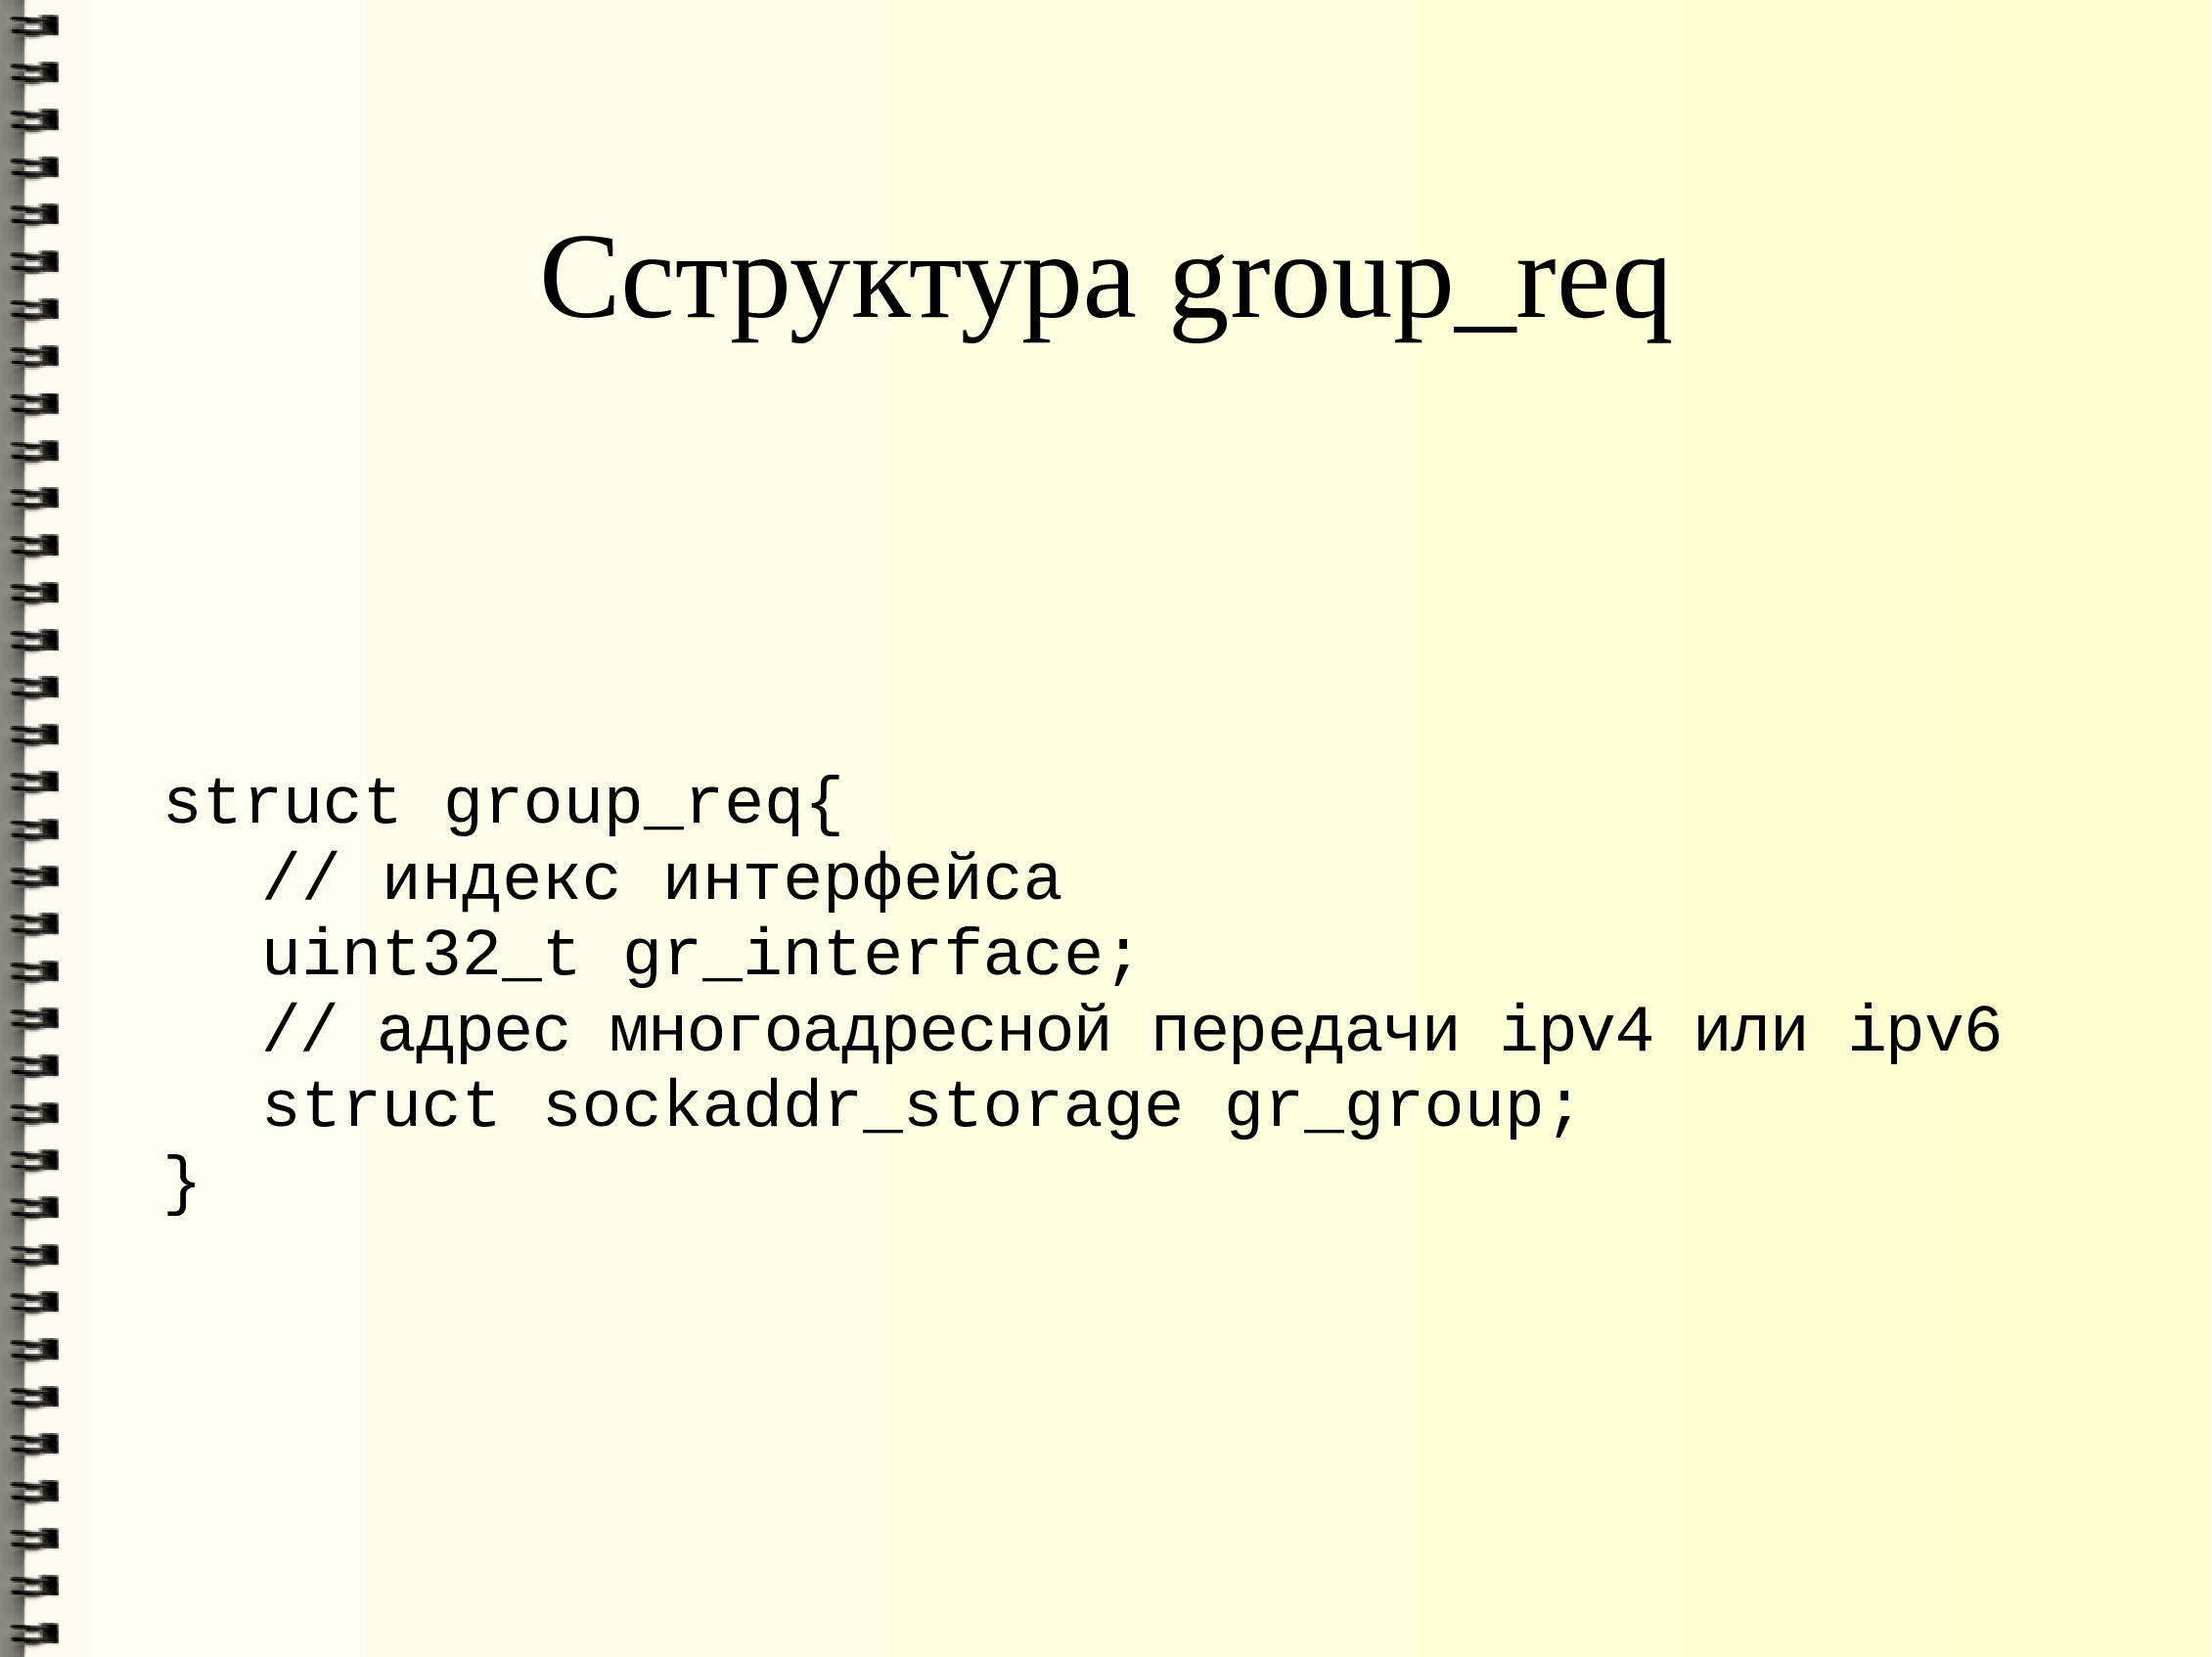 Сструктура group_req
struct group_req{
// индекс интерфейса
uint32_t gr_interface;
// адрес многоадресной передачи ipv4 или ipv6
struct sockaddr_storage gr_group;
}